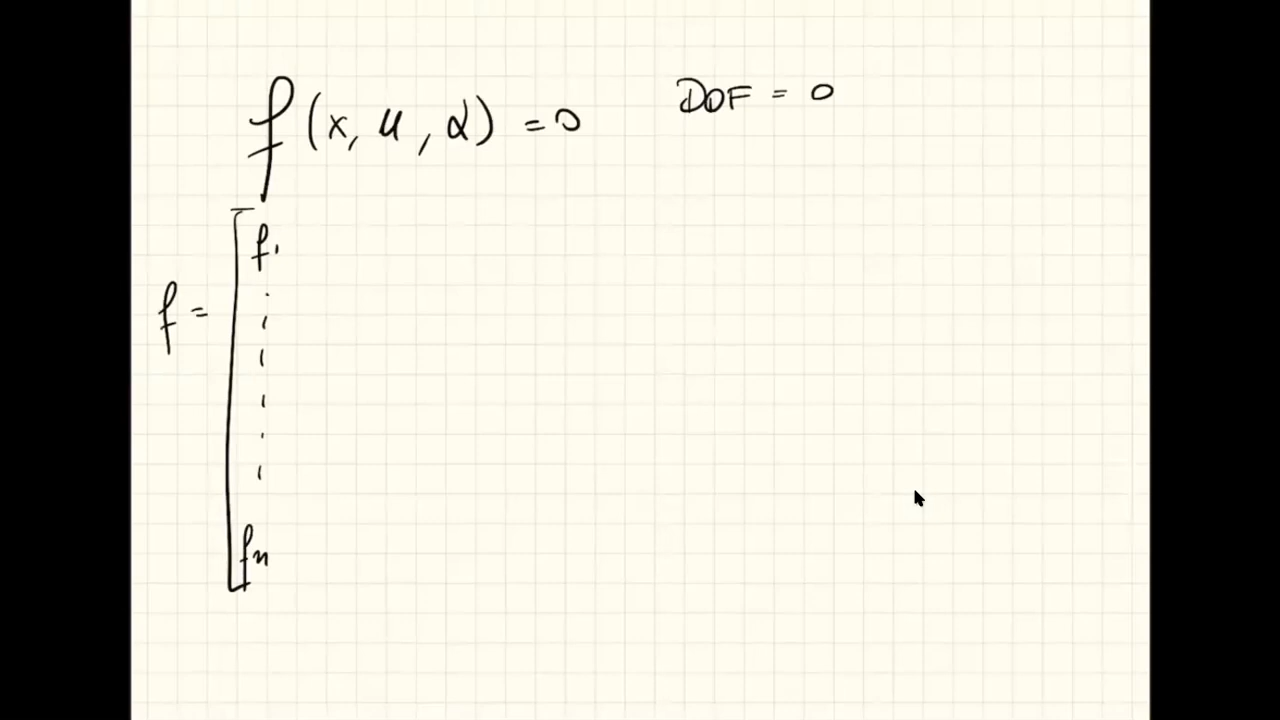 f(x, u, α) = 0
DOF = 0
f = [ f1
fn